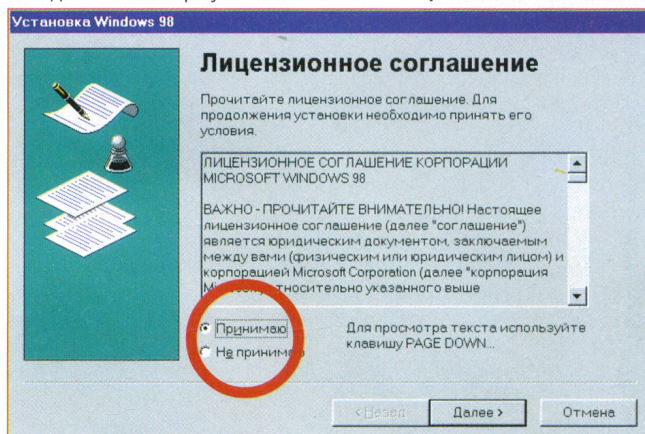 Установка Windows 98
Лицензионное соглашение
Прочитайте лицензионное соглашение. Для
продолжения установки необходимо принять его
условия.
ЛИЦЕНЗИОННОЕ СОГЛАШЕНИЕ КОРПОРАЦИИ
MICROSOFT WINDOWS 98
ВАЖНО - ПРОЧИТАЙТЕ ВНИМАТЕЛЬНО! Настоящее
лицензионное соглашение (далее "соглашение")
является юридическим документом, заключаемым
между вами (физическим или юридическим лицом) и
корпорацией Microsoft Corporation (далее "корпорация
относительно указанного выше
Принимаю
Не принимаю
Для просмотра текста используйте
клавишу PAGE DOWN...
< Назад
Далее >
Отмена